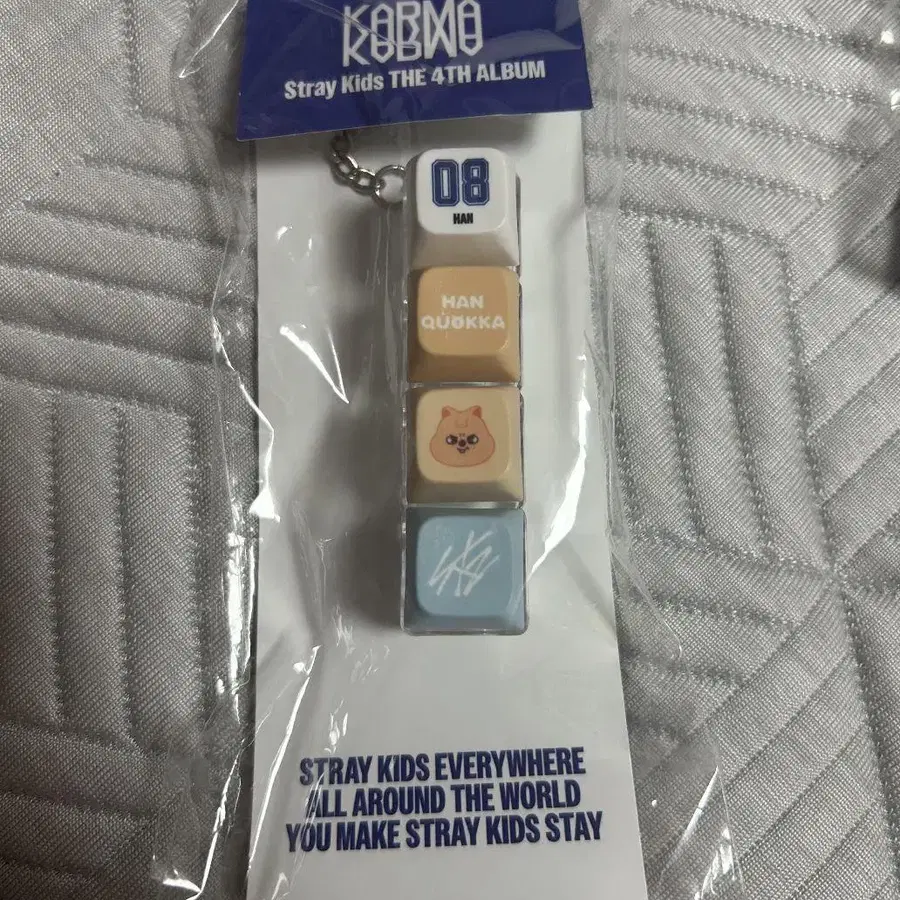 KARMA
Stray Kids THE 4TH ALBUM
08
HAN
HAN
QUOKKA
SKZ
STRAY KIDS EVERYWHERE
ALL AROUND THE WORLD
YOU MAKE STRAY KIDS STAY